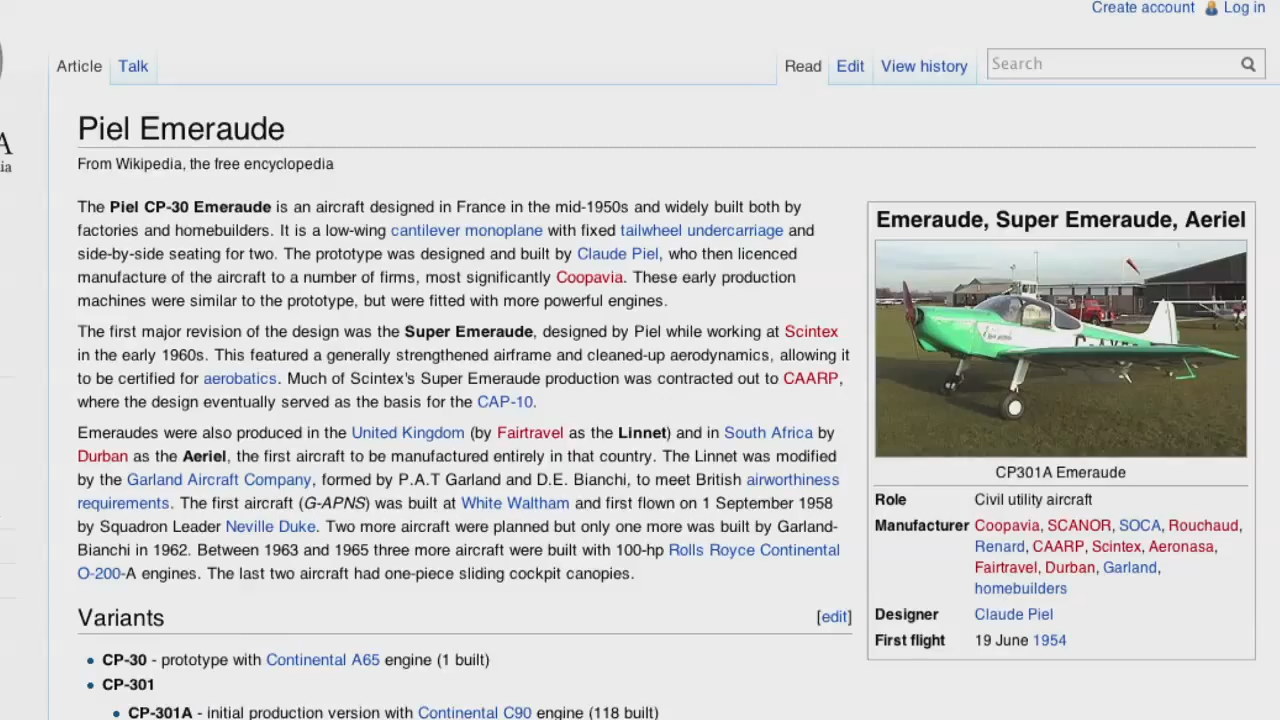 Create account Log in
A
ia
Article Talk Read Edit View history Search
Piel Emeraude
From Wikipedia, the free encyclopedia
The Piel CP-30 Emeraude is an aircraft designed in France in the mid-1950s and widely built both by
factories and homebuilders. It is a low-wing cantilever monoplane with fixed tailwheel undercarriage and
side-by-side seating for two. The prototype was designed and built by Claude Piel, who then licenced
manufacture of the aircraft to a number of firms, most significantly Coopavia. These early production
machines were similar to the prototype, but were fitted with more powerful engines.
The first major revision of the design was the Super Emeraude, designed by Piel while working at Scintex
in the early 1960s. This featured a generally strengthened airframe and cleaned-up aerodynamics, allowing it
to be certified for aerobatics. Much of Scintex's Super Emeraude production was contracted out to CAARP,
where the design eventually served as the basis for the CAP-10.
Emeraudes were also produced in the United Kingdom (by Fairtravel as the Linnet) and in South Africa by
Durban as the Aeriel, the first aircraft to be manufactured entirely in that country. The Linnet was modified
by the Garland Aircraft Company, formed by P.A.T Garland and D.E. Bianchi, to meet British airworthiness
requirements. The first aircraft (G-APNS) was built at White Waltham and first flown on 1 September 1958
by Squadron Leader Neville Duke. Two more aircraft were planned but only one more was built by Garland-
Bianchi in 1962. Between 1963 and 1965 three more aircraft were built with 100-hp Rolls Royce Continental
O-200-A engines. The last two aircraft had one-piece sliding cockpit canopies.
Variants [edit]
• CP-30 - prototype with Continental A65 engine (1 built)
• CP-301
• CP-301A - initial production version with Continental C90 engine (118 built)
Emeraude, Super Emeraude, Aeriel
CP301A Emeraude
Role Civil utility aircraft
Manufacturer Coopavia, SCANOR, SOCA, Rouchaud,
Renard, CAARP, Scintex, Aeronasa,
Fairtravel, Durban, Garland,
homebuilders
Designer Claude Piel
First flight 19 June 1954